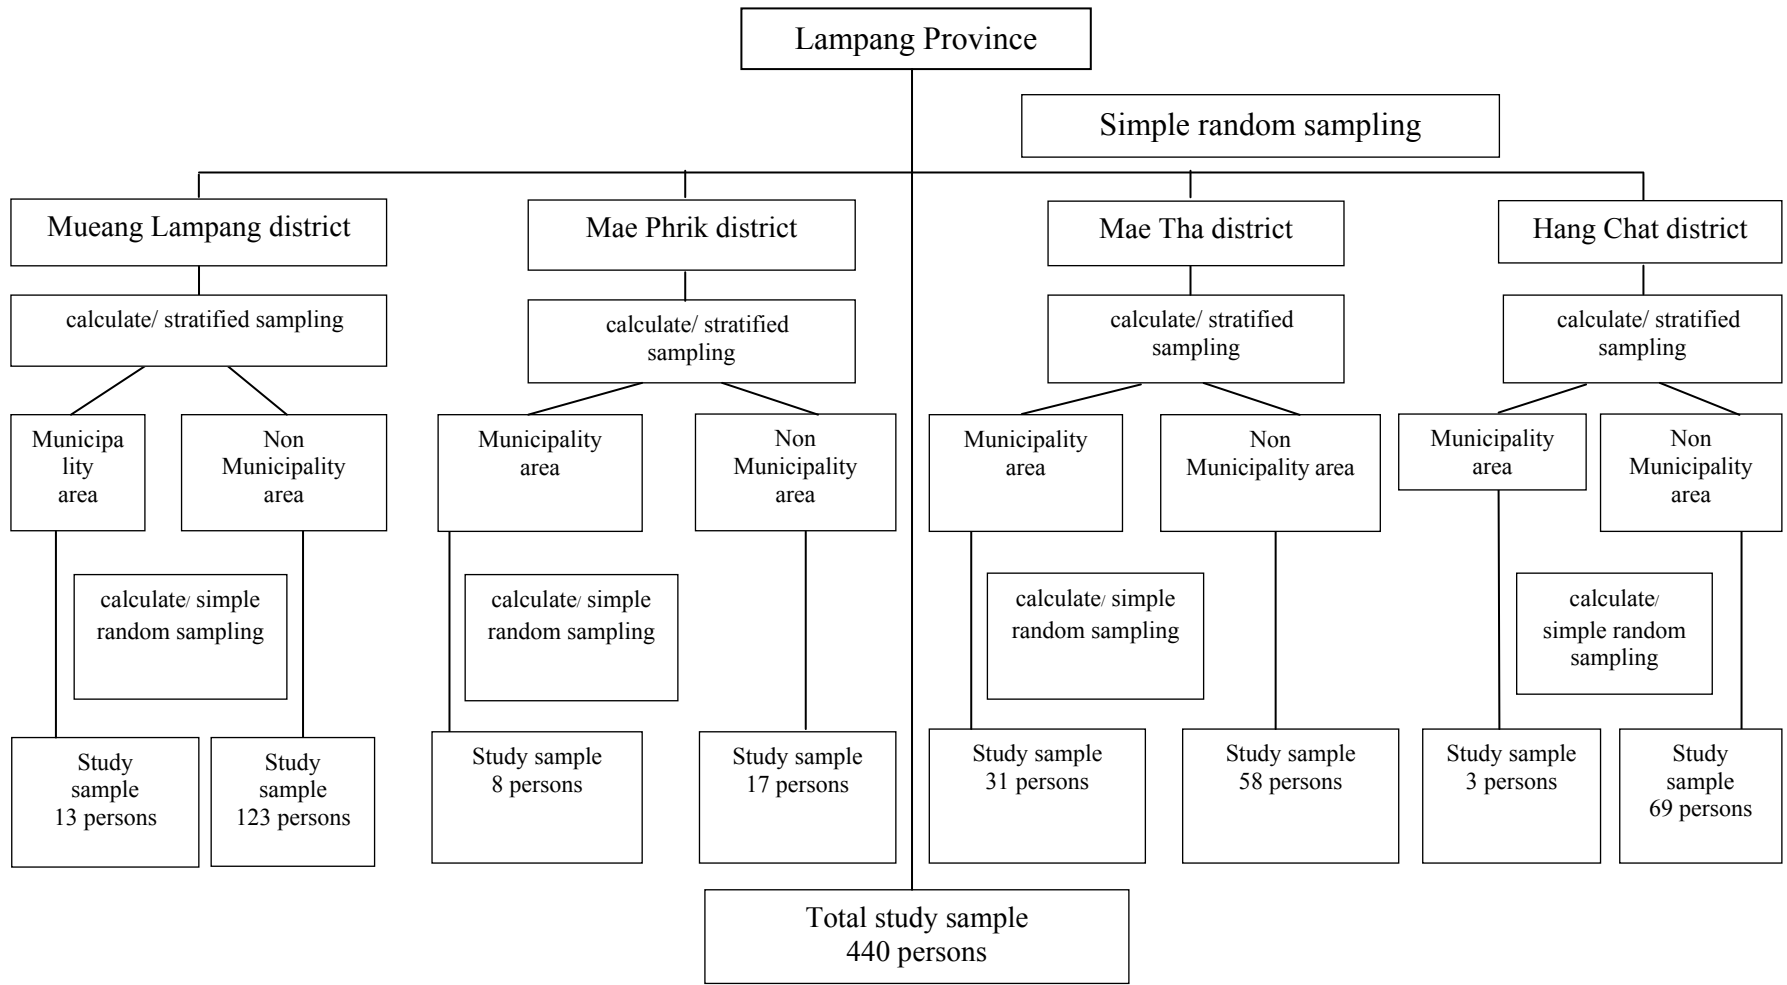 Lampang Province
Simple random sampling
Mueang Lampang district
Mae Phrik district
Mae Tha district
Hang Chat district
calculate/ stratified sampling
calculate/ stratified
sampling
calculate/ stratified
sampling
calculate/ stratified
sampling
Municipa
lity
area
Non
Municipality
area
Municipality
area
Non
Municipality
area
Municipality
area
Non
Municipality area
Municipality
area
Non
Municipality
area
calculate/ simple
random sampling
calculate/ simple
random sampling
calculate/ simple
random sampling
calculate/
simple random
sampling
Study
sample
13 persons
Study
sample
123 persons
Study sample
8 persons
Study sample
17 persons
Study sample
31 persons
Study sample
58 persons
Study sample
3 persons
Study
sample
69 persons
Total study sample
440 persons